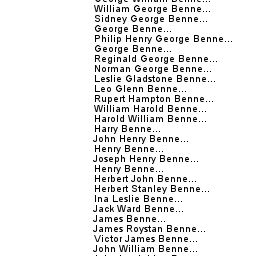 George William Benne...
William George Benne...
Sidney George Benne...
George Benne...
Philip Henry George Benne...
George Benne...
Reginald George Benne...
Norman George Benne...
Leslie Gladstone Benne...
Leo Glenn Benne...
Rupert Hampton Benne...
William Harold Benne...
Harold William Benne...
Harry Benne...
John Henry Benne...
Henry Benne...
Joseph Henry Benne...
Henry Benne...
Herbert John Benne...
Herbert Stanley Benne...
Ina Leslie Benne...
Jack Ward Benne...
James Benne...
James Roystan Benne...
Victor James Benne...
John William Benne...